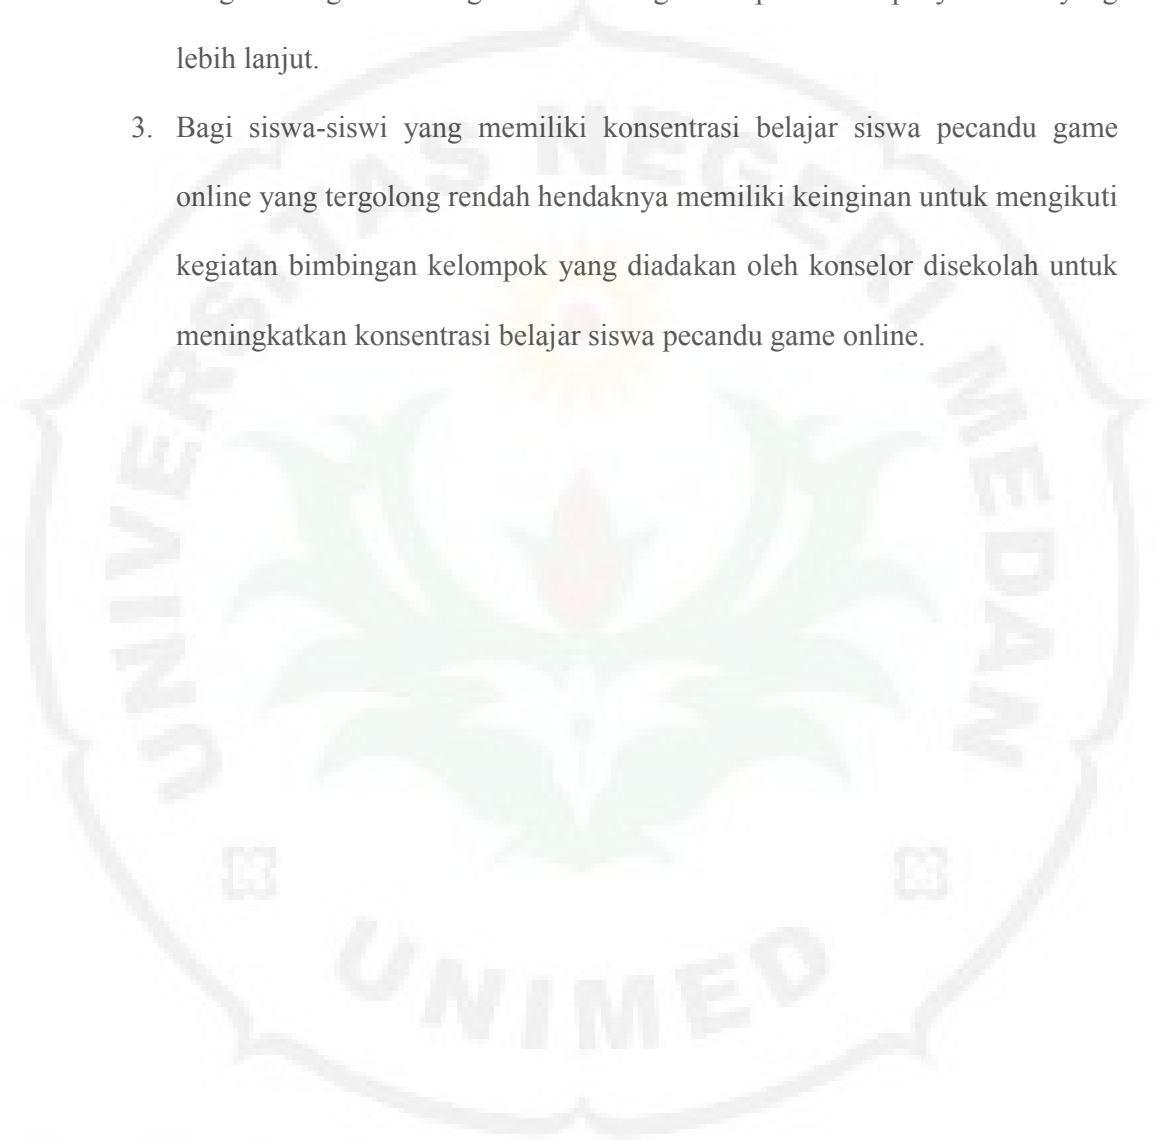 lebih lanjut.
3. Bagi siswa-siswi yang memiliki konsentrasi belajar siswa pecandu game
online yang tergolong rendah hendaknya memiliki keinginan untuk mengikuti
kegiatan bimbingan kelompok yang diadakan oleh konselor disekolah untuk
meningkatkan konsentrasi belajar siswa pecandu game online.
UNIVERSITAS NEGERI MEDAN
UNIMED